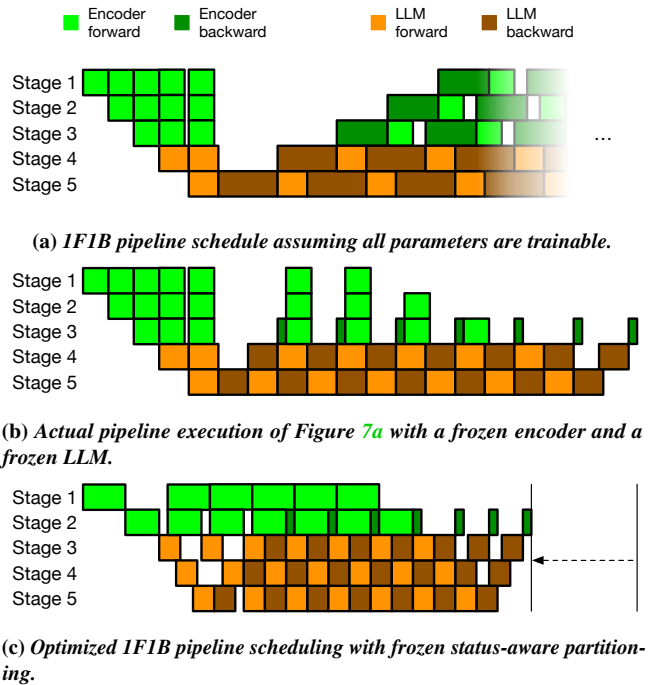 Encoder forward
Encoder backward
LLM forward
LLM backward
Stage 1
Stage 2
Stage 3
Stage 4
Stage 5
...
(a) 1F1B pipeline schedule assuming all parameters are trainable.
Stage 1
Stage 2
Stage 3
Stage 4
Stage 5
(b) Actual pipeline execution of Figure 7a with a frozen encoder and a
frozen LLM.
Stage 1
Stage 2
Stage 3
Stage 4
Stage 5
(c) Optimized 1F1B pipeline scheduling with frozen status-aware partition-
ing.